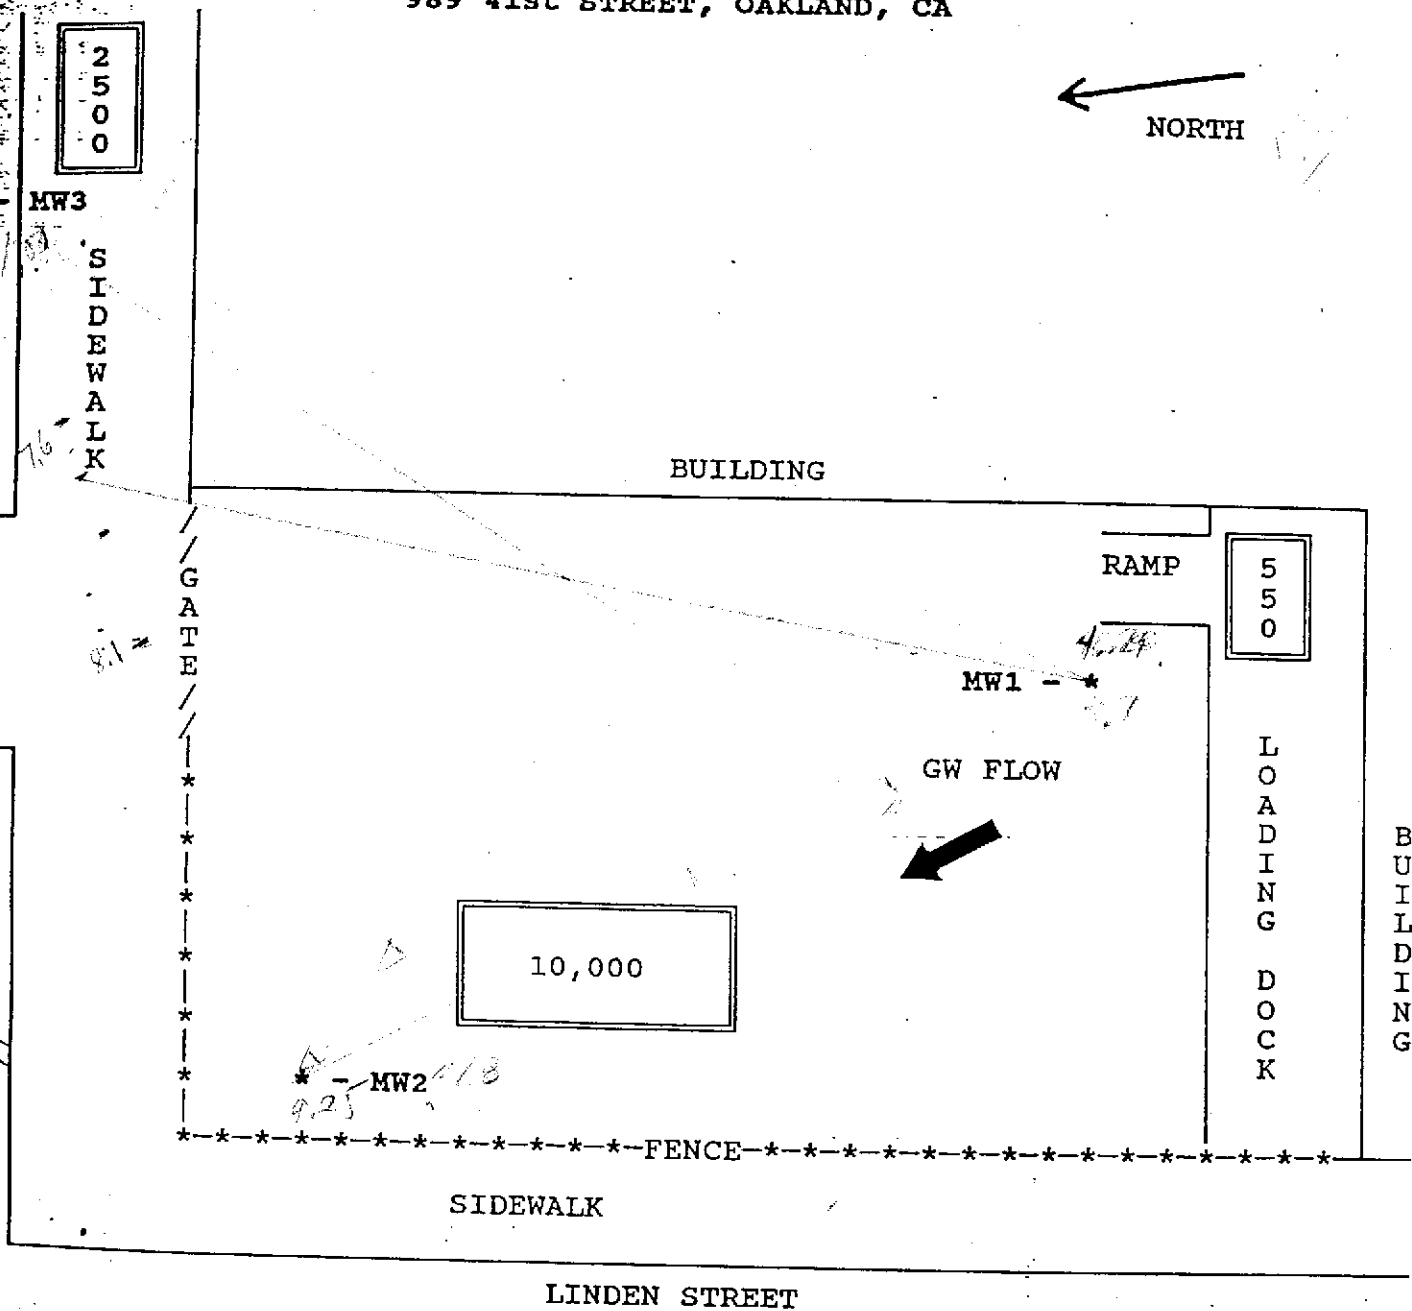 989 41st STREET, OAKLAND, CA
2500
NORTH
- MW3
SIDEWALK
BUILDING
//GATE//
RAMP
550
MW1 - *
GW FLOW
LOADING DOCK
BUILDING
10,000
* - MW2
9.25
7.6
8.1 =
*-*-*-*-*-*-*-*-*-*-*-*-FENCE-*-*-*-*-*-*-*-*-*-*-*-*-*-*-*
SIDEWALK
LINDEN STREET